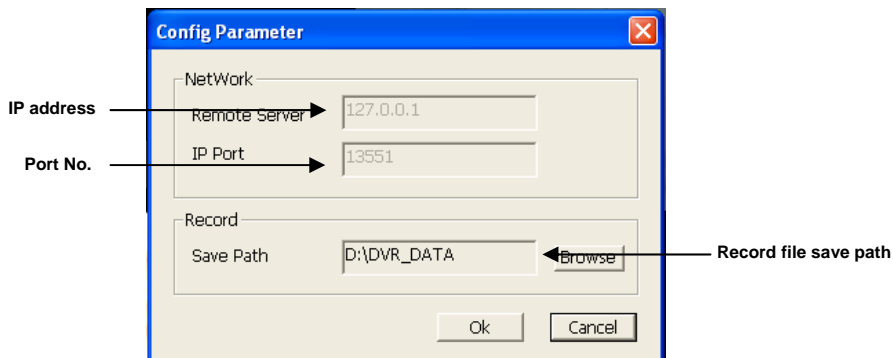 Config Parameter
NetWork
IP address
Remote Server 127.0.0.1
Port No.
IP Port 13551
Record
Save Path D:\DVR_DATA Browse
Record file save path
Ok Cancel